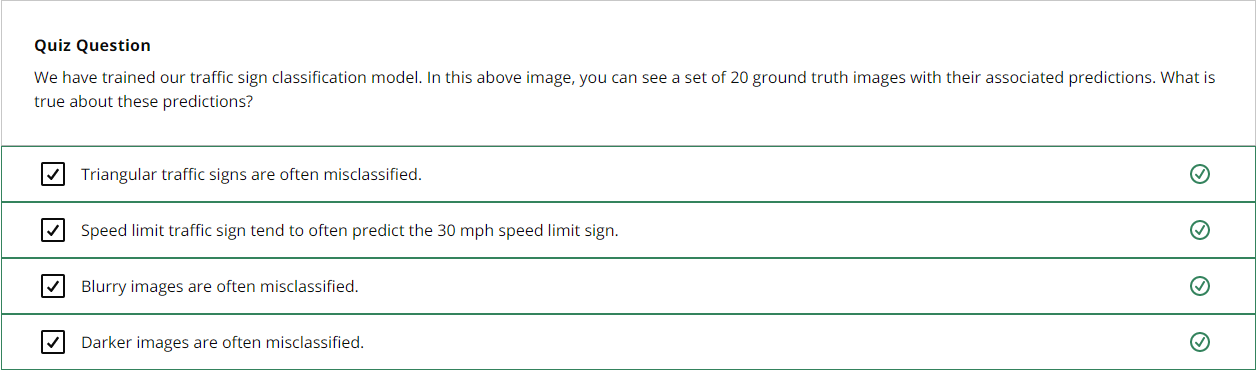 Quiz Question
We have trained our traffic sign classification model. In this above image, you can see a set of 20 ground truth images with their associated predictions. What is
true about these predictions?
Triangular traffic signs are often misclassified.
Speed limit traffic sign tend to often predict the 30 mph speed limit sign.
Blurry images are often misclassified.
Darker images are often misclassified.